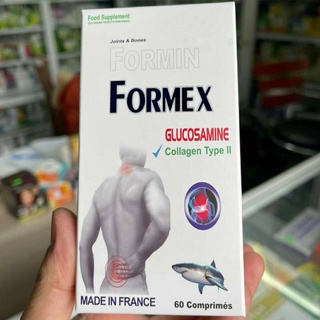 Food Supplement
Joints & Bones
FORMIN
FORMEX
GLUCOSAMINE
✓ Collagen Type II
MADE IN FRANCE
60 Comprimés